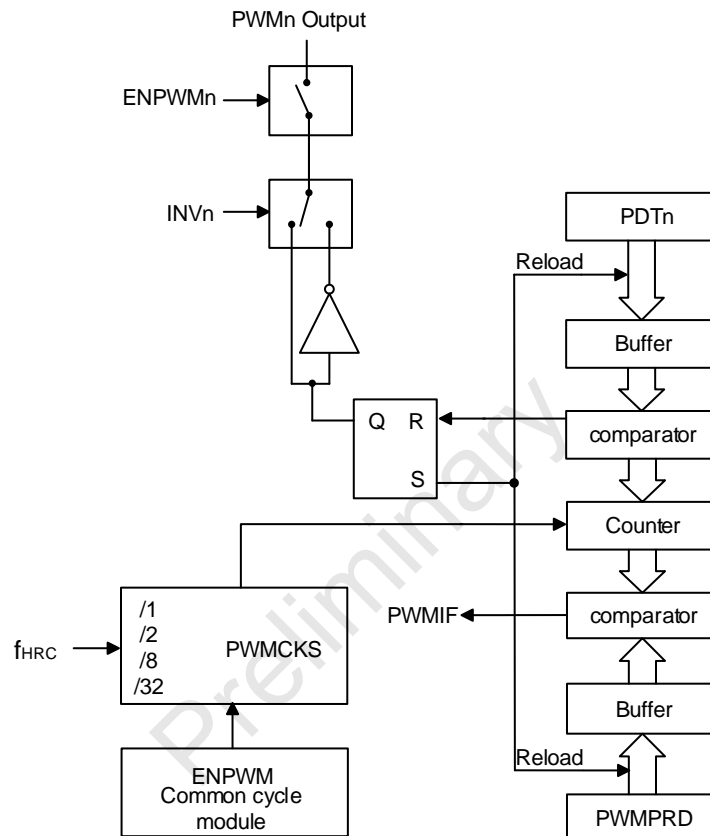 PWMn Output
ENPWMn
INVn
PDTn
Reload
Buffer
Q R
S
comparator
Counter
/1
/2
/8
/32
PWMCKS
fHRC
PWMIF
comparator
Buffer
Reload
ENPWM
Common cycle
module
PWMPRD
Preliminary